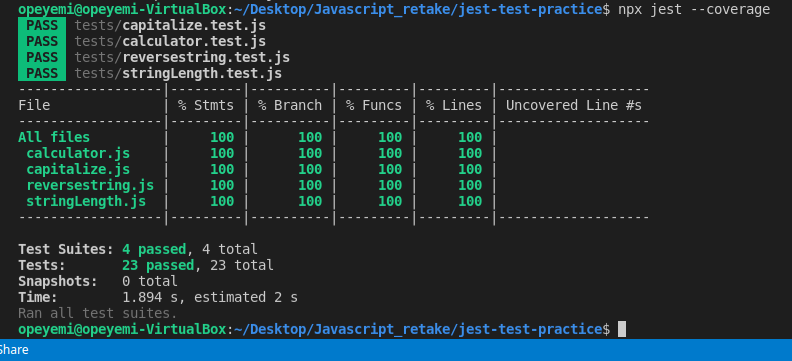 opeyemi@opeyemi-VirtualBox:~/Desktop/Javascript_retake/jest-test-practice$ npx jest --coverage
PASS tests/capitalize.test.js
PASS tests/calculator.test.js
PASS tests/reversestring.test.js
PASS tests/stringLength.test.js
------------------|---------|----------|---------|---------|-------------------
File              | % Stmts | % Branch | % Funcs | % Lines | Uncovered Line #s
------------------|---------|----------|---------|---------|-------------------
All files         |     100 |      100 |     100 |     100 |
 calculator.js    |     100 |      100 |     100 |     100 |
 capitalize.js    |     100 |      100 |     100 |     100 |
 reversestring.js |     100 |      100 |     100 |     100 |
 stringLength.js  |     100 |      100 |     100 |     100 |
------------------|---------|----------|---------|---------|-------------------
Test Suites: 4 passed, 4 total
Tests:       23 passed, 23 total
Snapshots:   0 total
Time:        1.894 s, estimated 2 s
Ran all test suites.
opeyemi@opeyemi-VirtualBox:~/Desktop/Javascript_retake/jest-test-practice$
Share